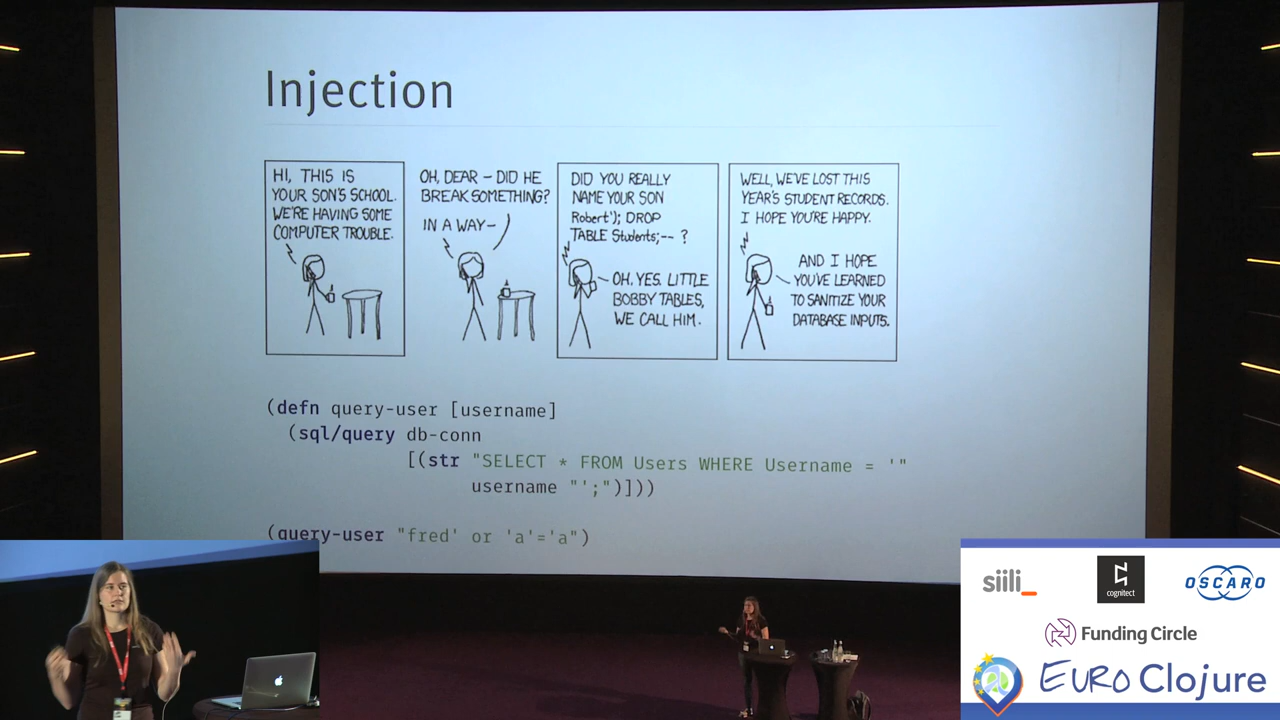 Injection
HI, THIS IS
YOUR SON'S SCHOOL.
WE'RE HAVING SOME
COMPUTER TROUBLE.
OH, DEAR – DID HE
BREAK SOMETHING?
IN A WAY–
DID YOU REALLY
NAME YOUR SON
Robert'); DROP
TABLE Students;-- ?
OH, YES. LITTLE
BOBBY TABLES,
WE CALL HIM.
WELL, WE'VE LOST THIS
YEAR'S STUDENT RECORDS.
I HOPE YOU'RE HAPPY.
AND I HOPE
YOU'VE LEARNED
TO SANITIZE YOUR
DATABASE INPUTS.
(defn query-user [username]
(sql/query db-conn
[(str "SELECT * FROM Users WHERE Username = '"
username "';")]))
(query-user "fred' or 'a'='a")
siili_
cognitect
OSCARO
Funding Circle
EURO Clojure